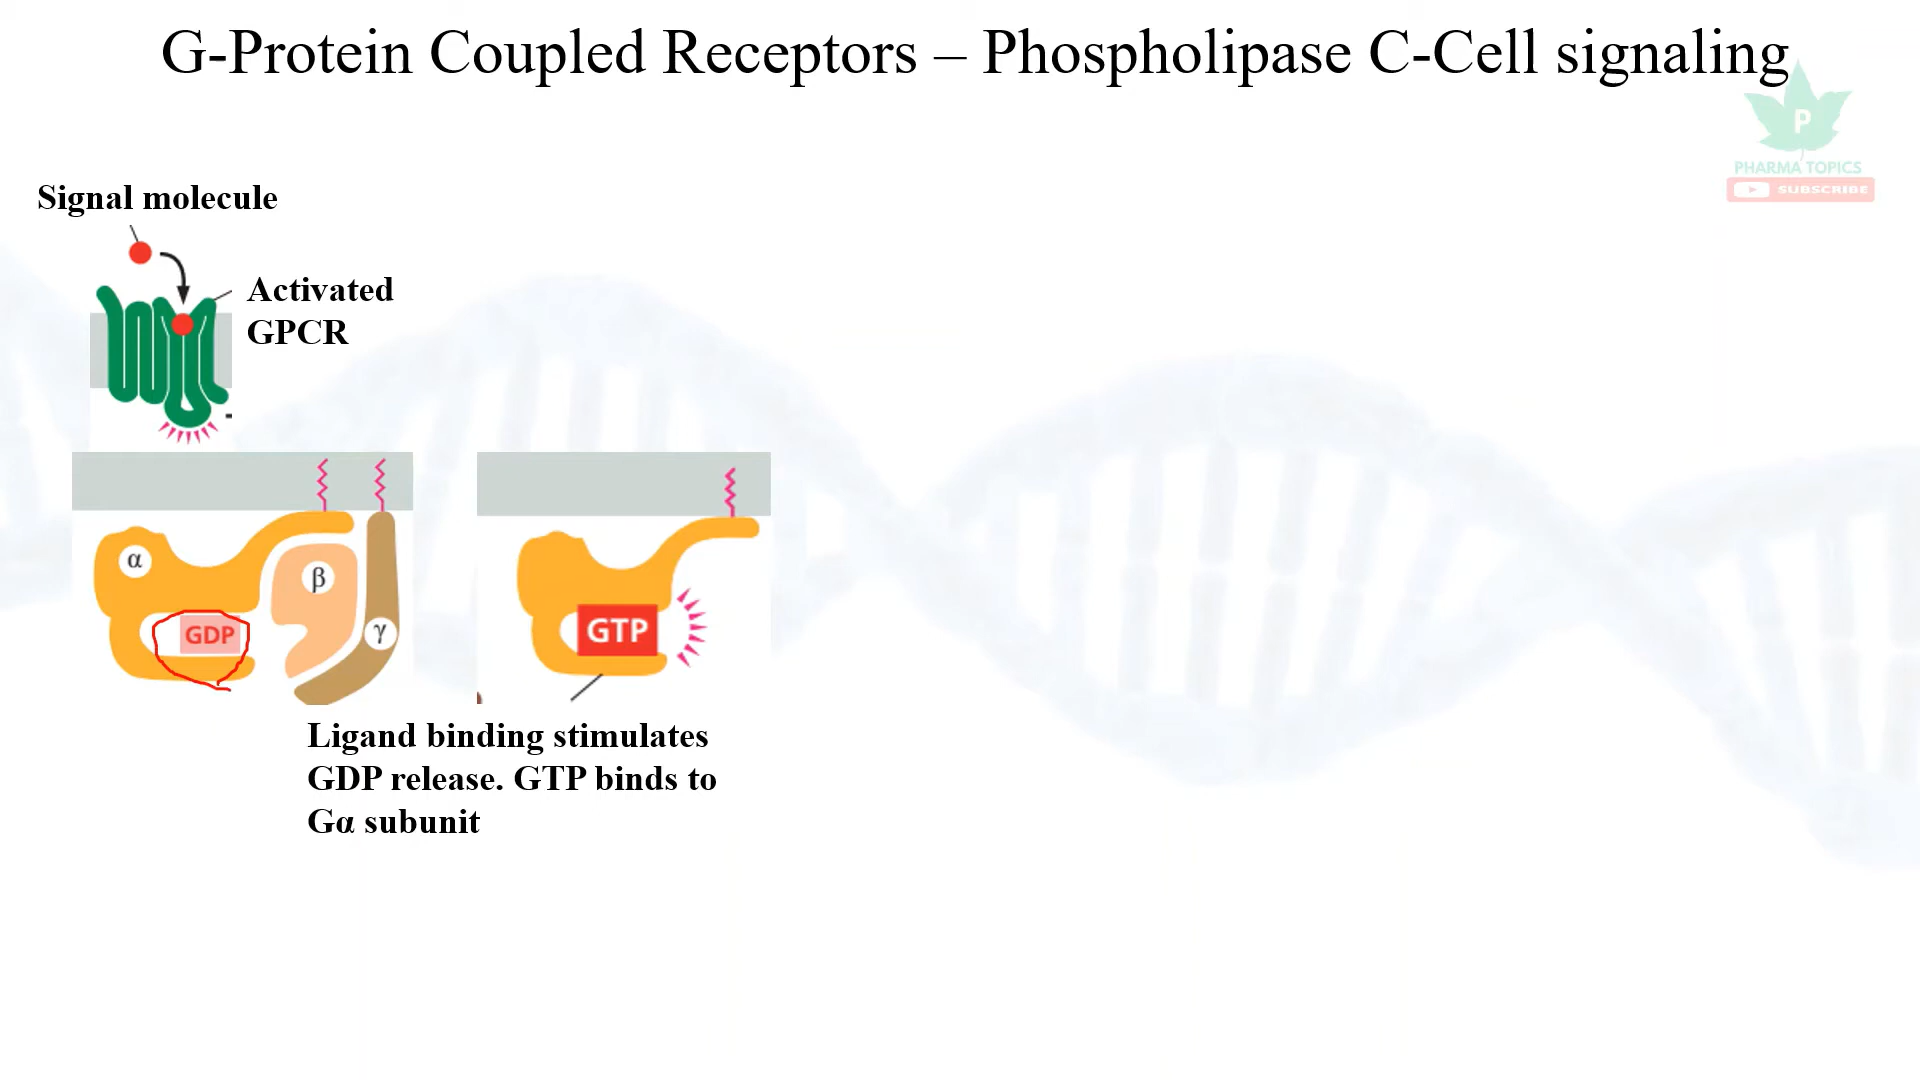 G-Protein Coupled Receptors – Phospholipase C-Cell signaling
P
PHARMA TOPICS
SUBSCRIBE
Signal molecule
Activated
GPCR
α
β
GDP
γ
GTP
Ligand binding stimulates
GDP release. GTP binds to
Gα subunit